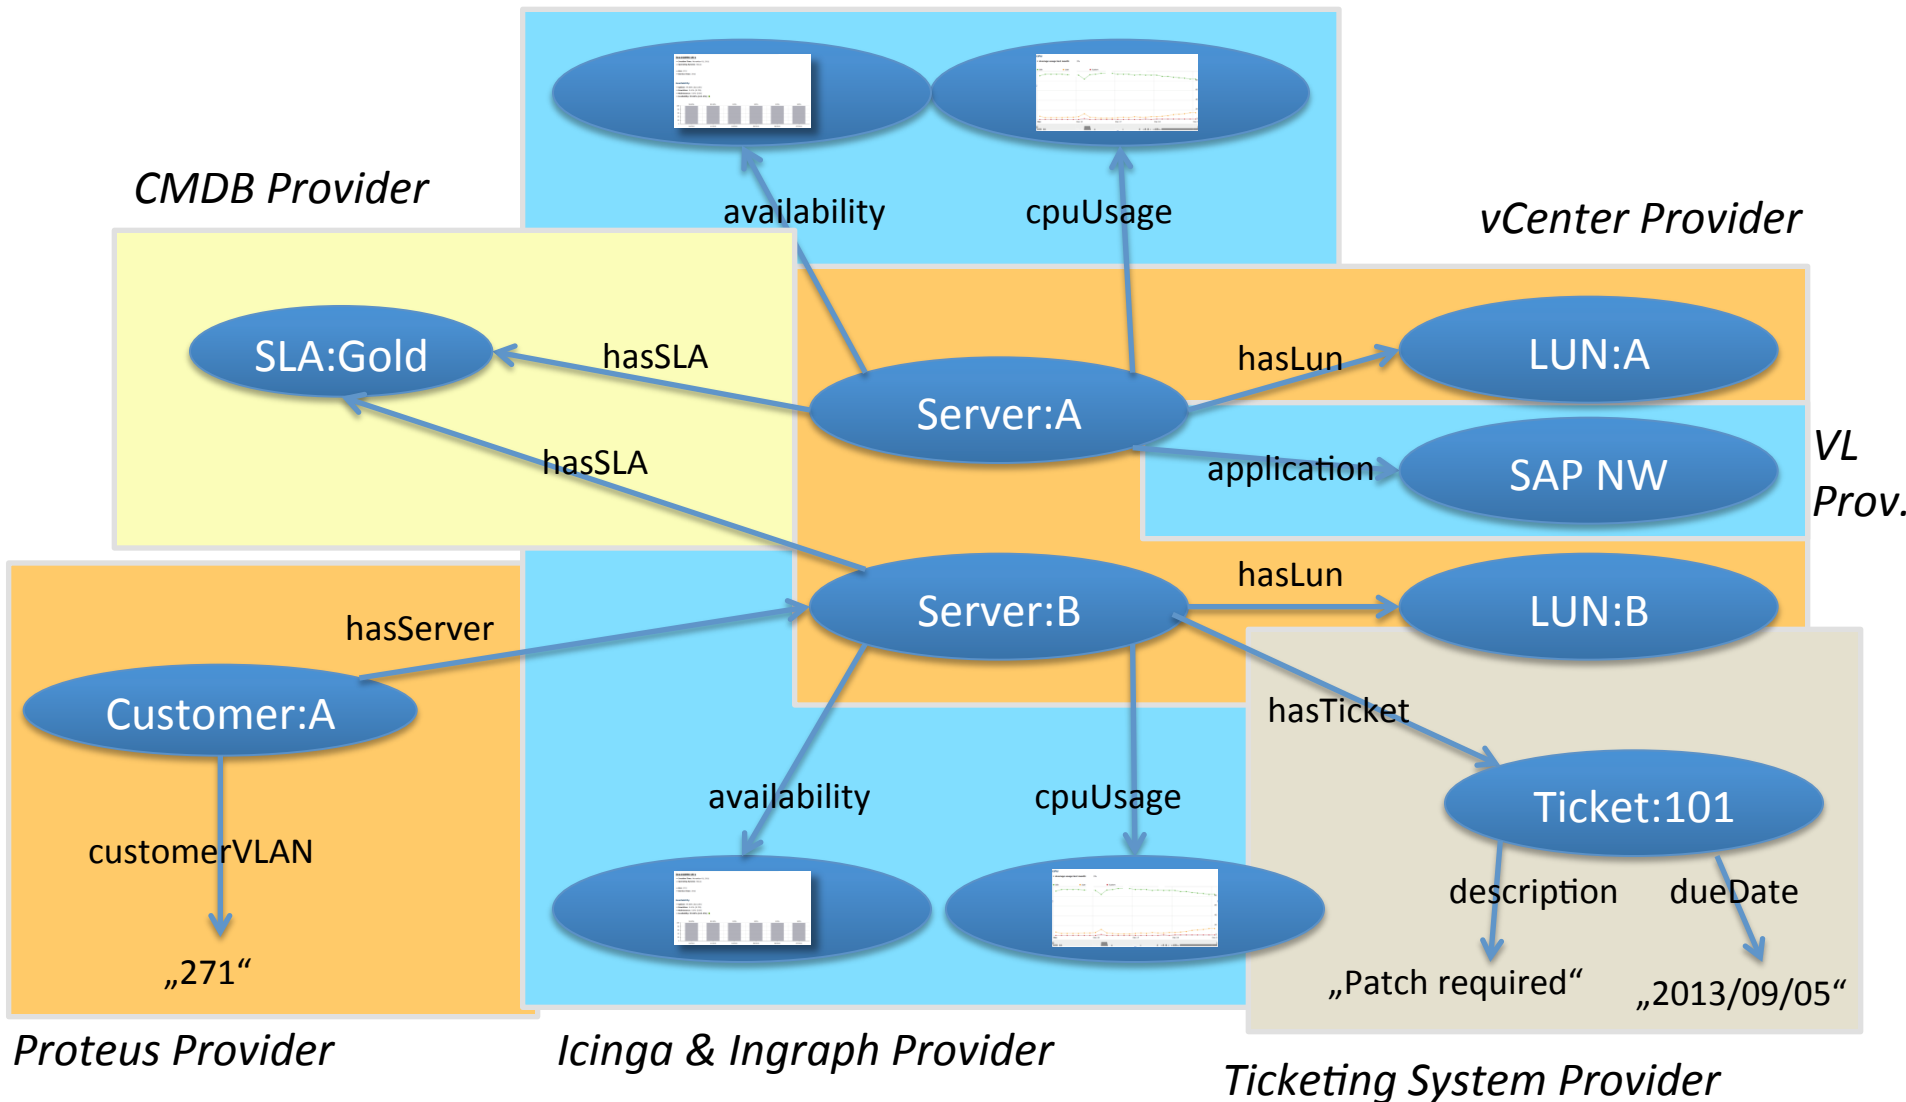 CMDB Provider
availability
cpuUsage
vCenter Provider
SLA:Gold
hasSLA
Server:A
hasLun
LUN:A
hasSLA
application
SAP NW
VL
Prov.
hasServer
Server:B
hasLun
LUN:B
Customer:A
hasTicket
customerVLAN
availability
cpuUsage
Ticket:101
description
dueDate
„271“
„Patch required“
„2013/09/05“
Proteus Provider
Icinga & Ingraph Provider
Ticketing System Provider